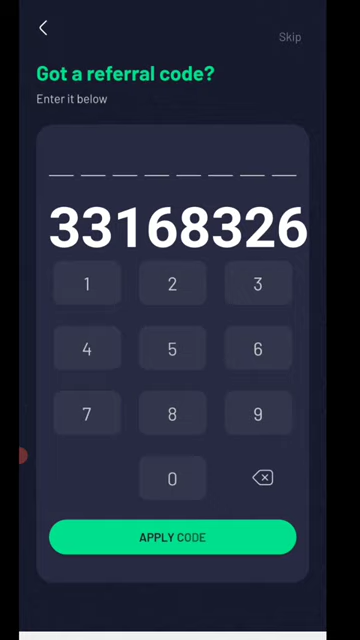 Skip
Got a referral code?
Enter it below
33168326
1 2 3
4 5 6
7 8 9
0
APPLY CODE